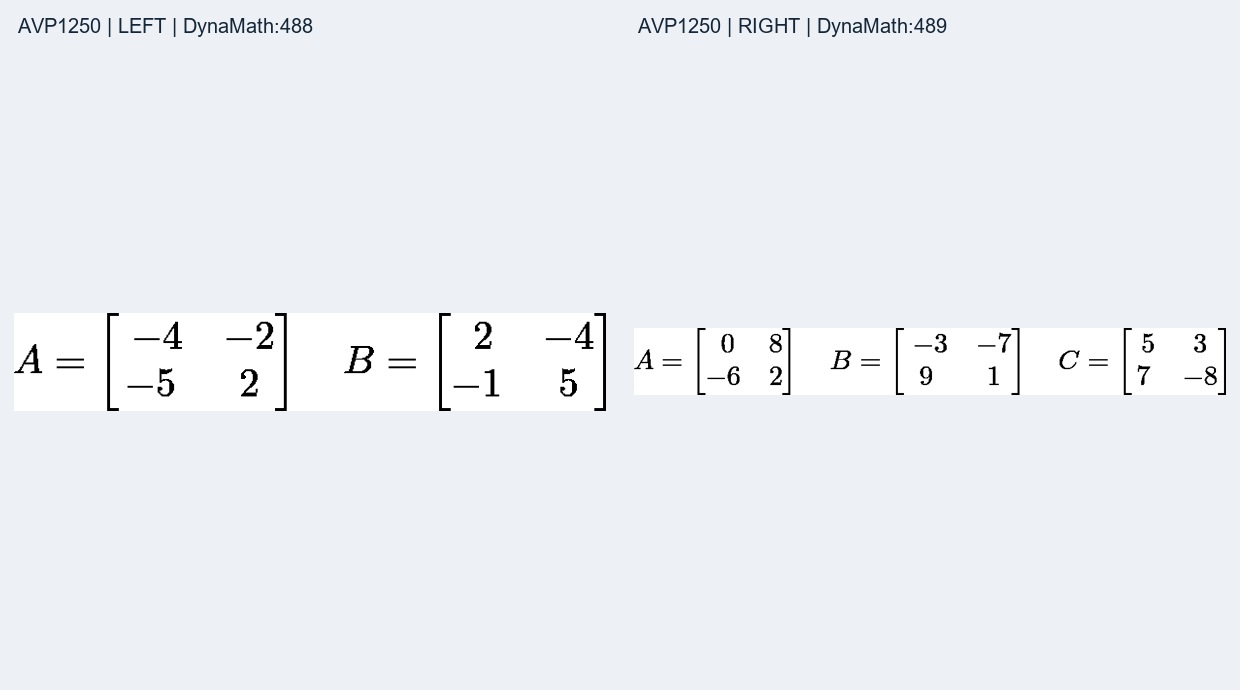 AVP1250 | LEFT | DynaMath:488
AVP1250 | RIGHT | DynaMath:489
A = [−4 −2; −5 2] B = [2 −4; −1 5]
A = [0 8; −6 2] B = [−3 −7; 9 1] C = [5 3; 7 −8]